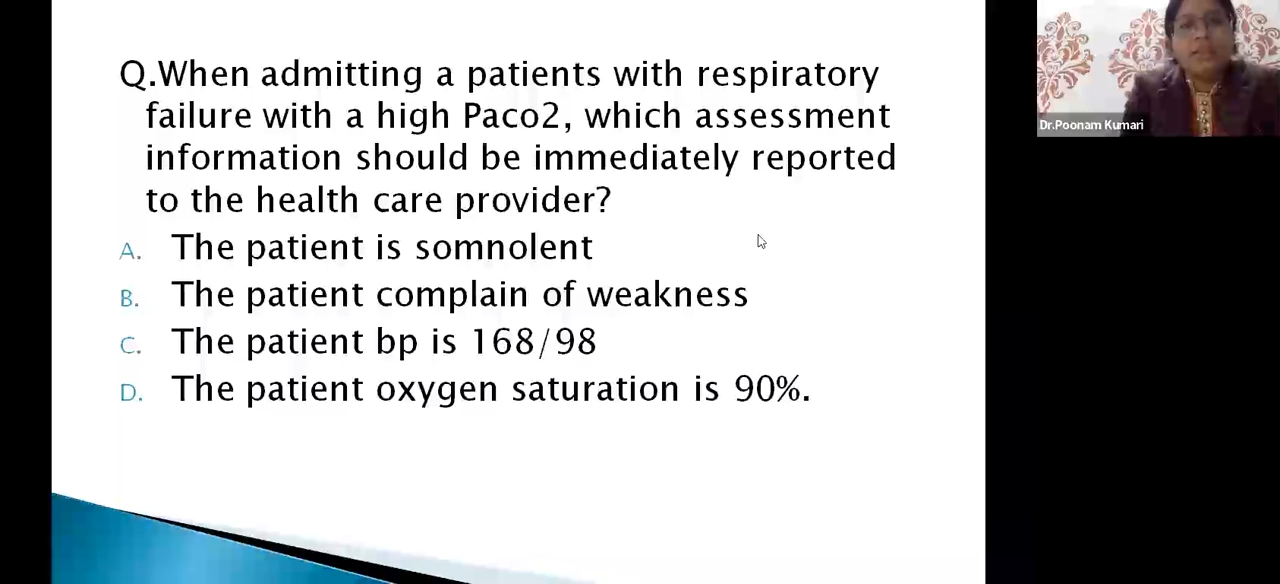 Q.When admitting a patients with respiratory
failure with a high Paco2, which assessment
information should be immediately reported
to the health care provider?
A. The patient is somnolent
B. The patient complain of weakness
C. The patient bp is 168/98
D. The patient oxygen saturation is 90%.
Dr.Poonam Kumari